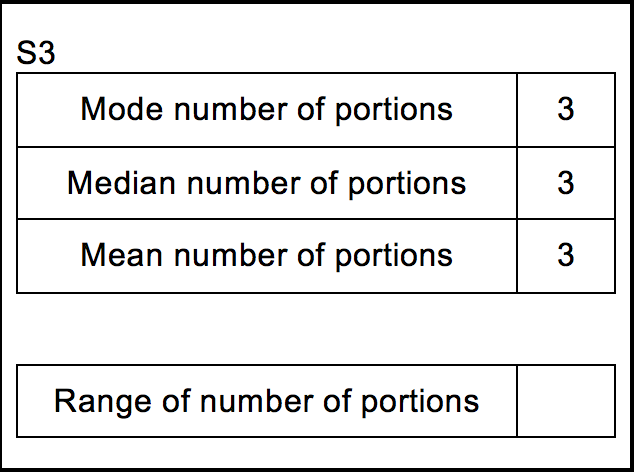 S3
Mode number of portions 3
Median number of portions 3
Mean number of portions 3
Range of number of portions